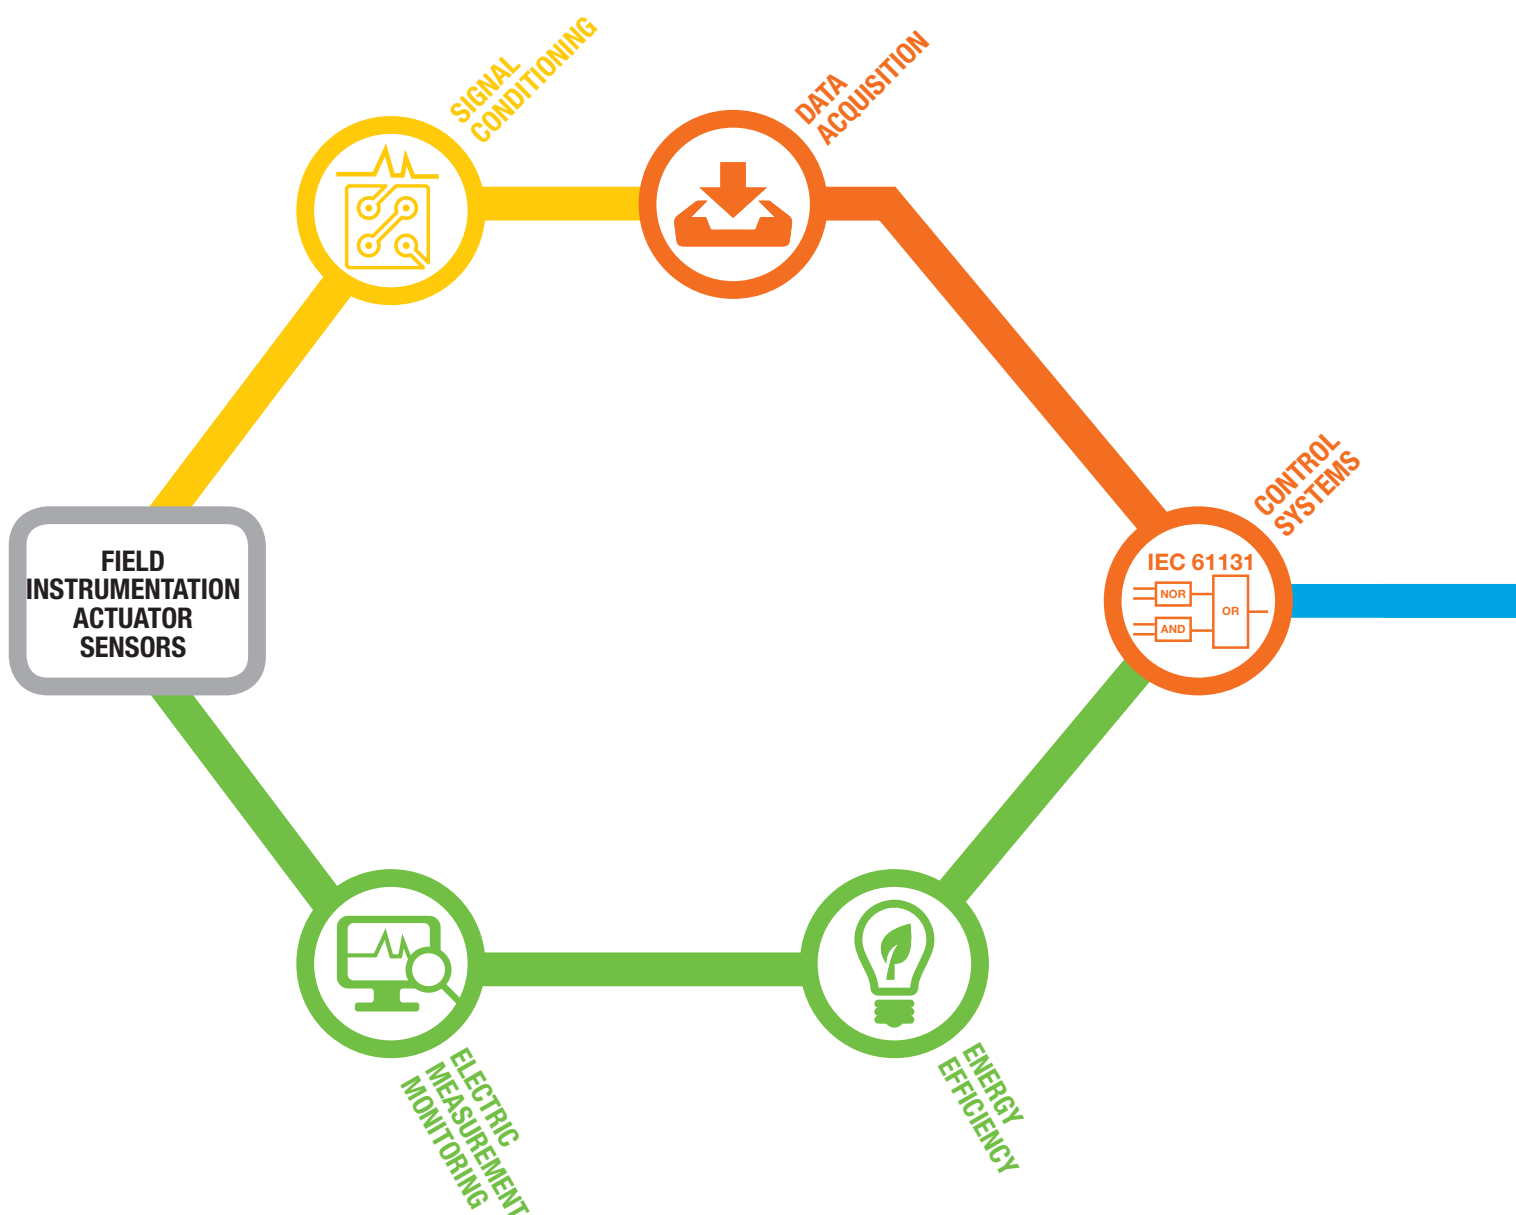 SIGNAL
CONDITIONING
DATA
ACQUISITION
CONTROL
SYSTEMS
IEC 61131
NOR
OR
AND
FIELD
INSTRUMENTATION
ACTUATOR
SENSORS
ELECTRIC
MEASUREMENT
MONITORING
ENERGY
EFFICIENCY